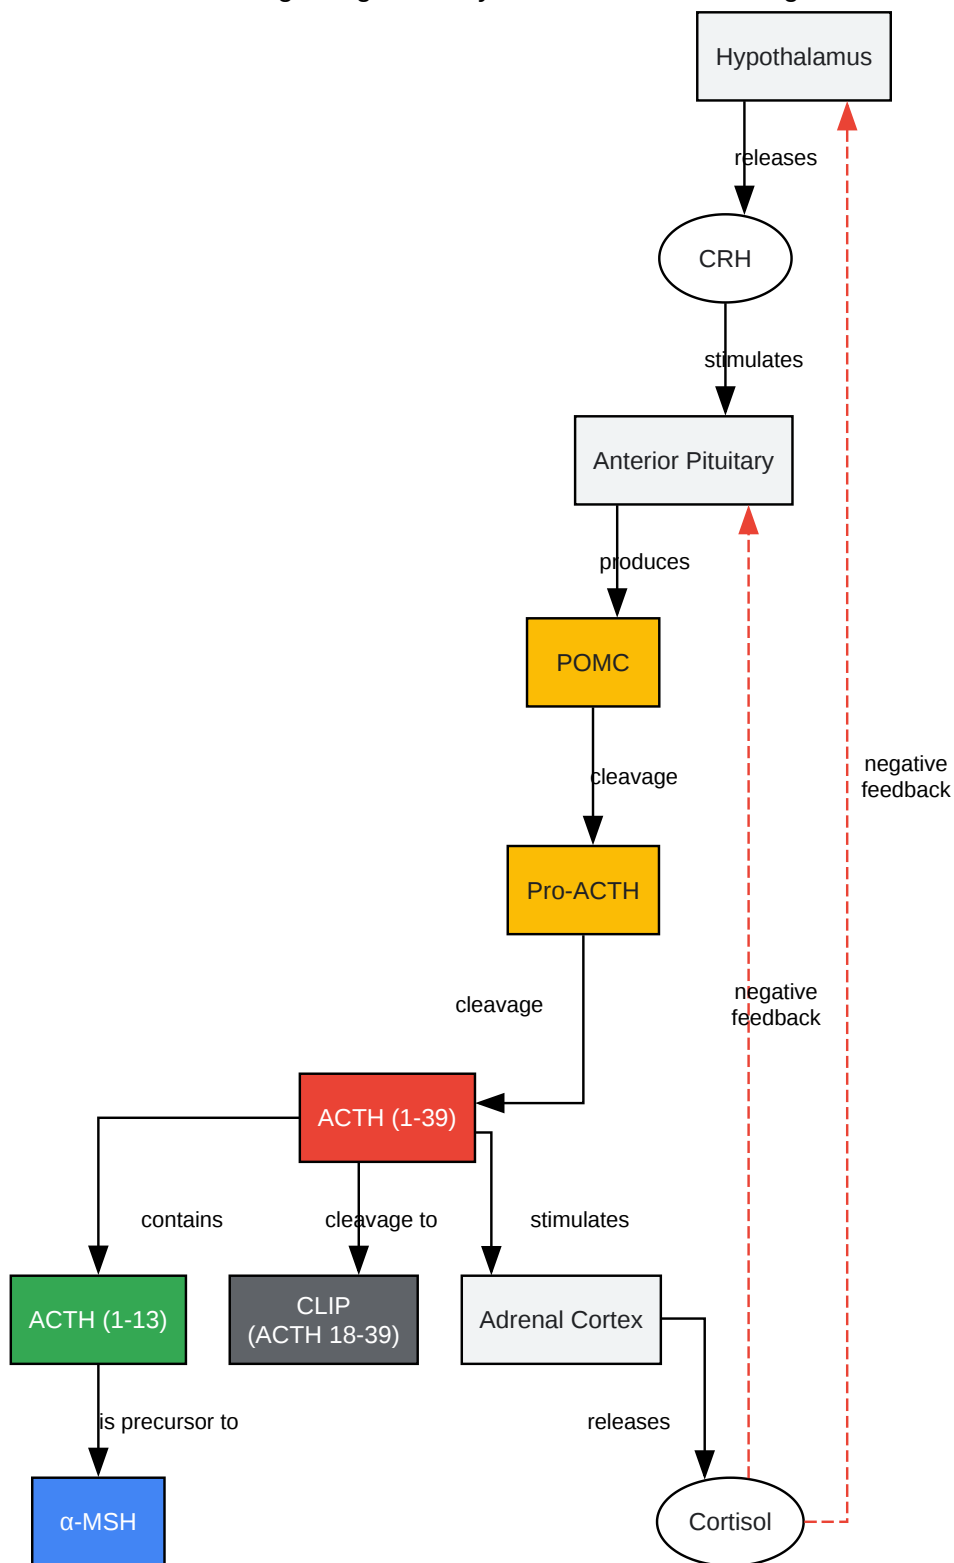 Hypothalamus
releases
CRH
stimulates
Anterior Pituitary
produces
POMC
cleavage
negative
feedback
Pro-ACTH
cleavage
negative
feedback
ACTH (1-39)
contains
cleavage to
stimulates
ACTH (1-13)
CLIP
(ACTH 18-39)
Adrenal Cortex
is precursor to
releases
α-MSH
Cortisol